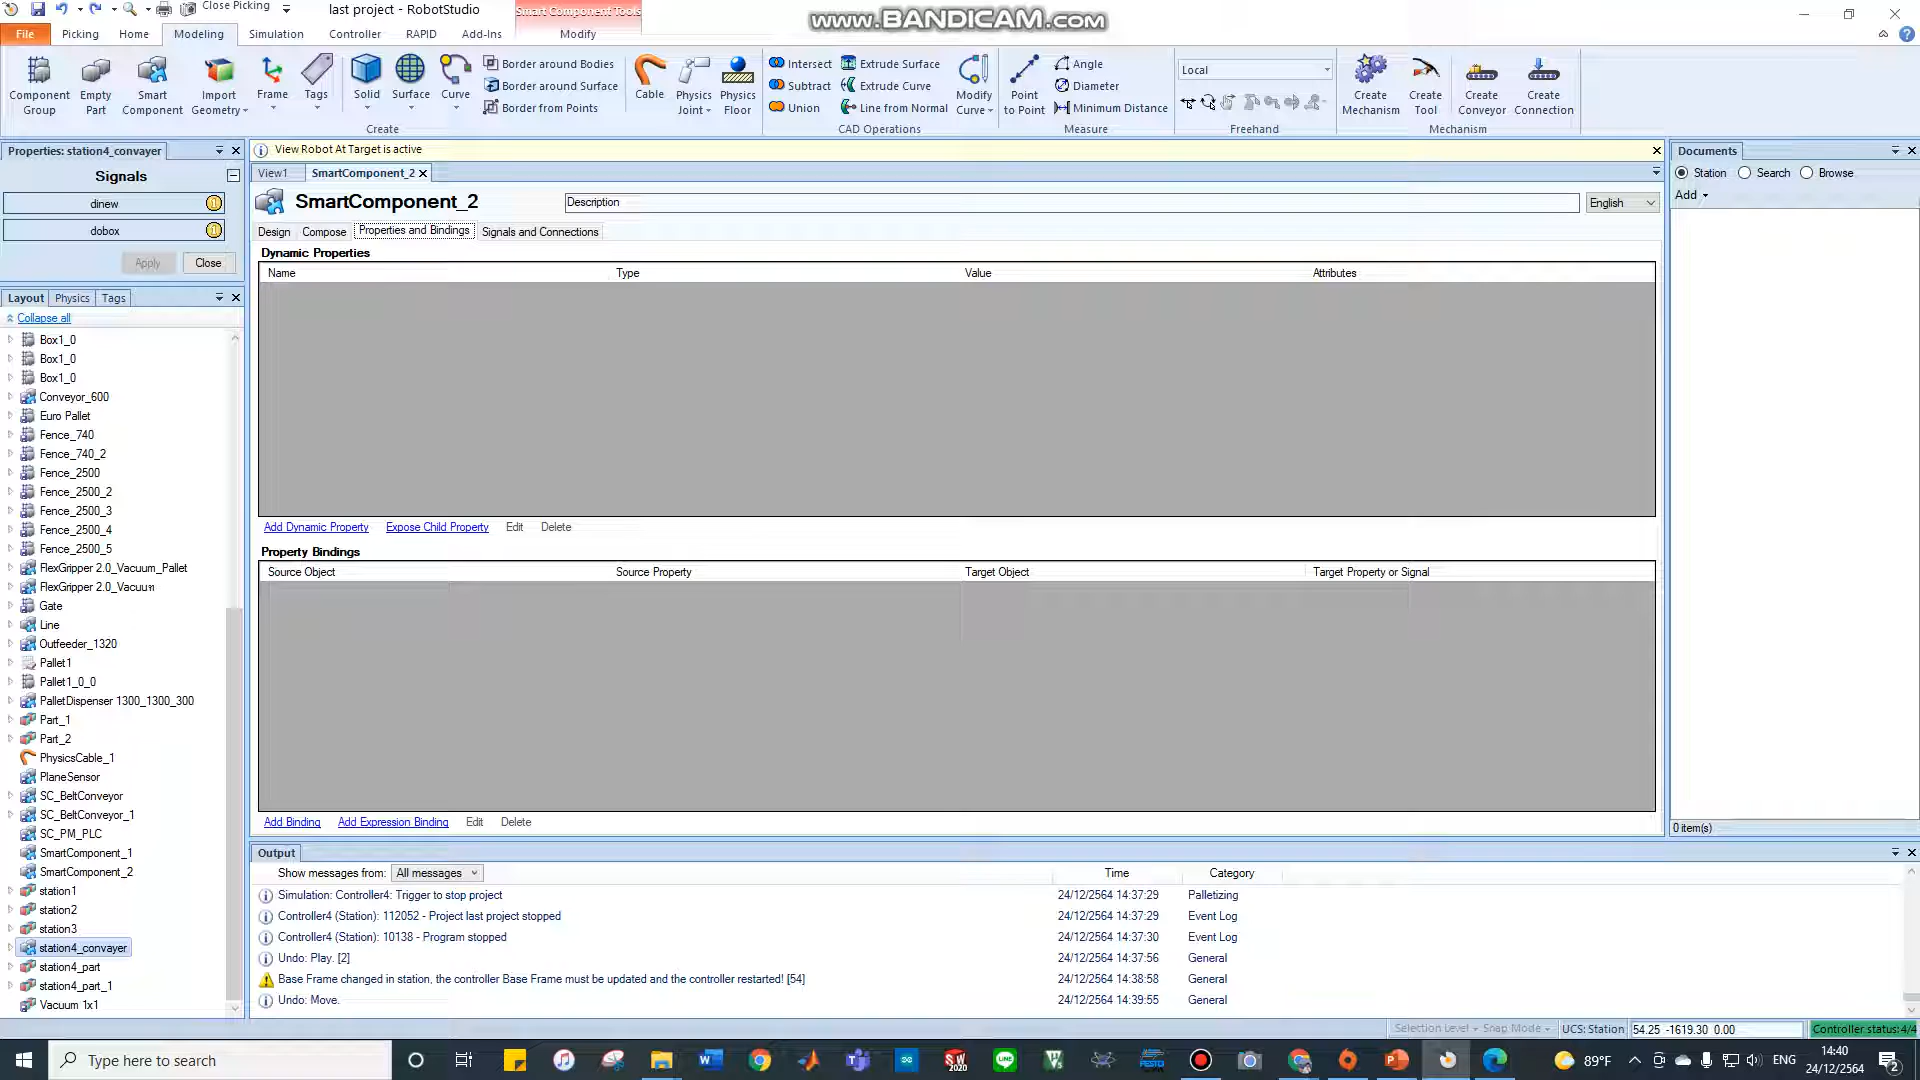 Close Picking
last project - RobotStudio
Smart Component Tools
www.BANDICAM.com
File
Picking
Home
Modeling
Simulation
Controller
RAPID
Add-Ins
Modify
Component Group
Empty Part
Smart Component
Import Geometry
Frame
Tags
Solid
Surface
Curve
Border around Bodies
Border around Surface
Border from Points
Create
Cable
Physics Joint
Physics Floor
Intersect
Subtract
Union
Extrude Surface
Extrude Curve
Line from Normal
Modify Curve
CAD Operations
Point to Point
Angle
Diameter
Minimum Distance
Measure
Local
Freehand
Create Mechanism
Create Tool
Create Conveyor
Create Connection
Mechanism
Properties: station4_convayer
Signals
dinew
1
dobox
1
Apply
Close
Layout
Physics
Tags
Collapse all
Box1_0
Box1_0
Box1_0
Conveyor_600
Euro Pallet
Fence_740
Fence_740_2
Fence_2500
Fence_2500_2
Fence_2500_3
Fence_2500_4
Fence_2500_5
FlexGripper 2.0_Vacuum_Pallet
FlexGripper 2.0_Vacuuท
Gate
Line
Outfeeder_1320
Pallet1
Pallet1_0_0
PalletDispenser 1300_1300_300
Part_1
Part_2
PhysicsCable_1
PlaneSensor
SC_BeltConveyor
SC_BeltConveyor_1
SC_PM_PLC
SmartComponent_1
SmartComponent_2
station1
station2
station3
station4_convayer
station4_part
station4_part_1
Vacuum 1x1
View Robot At Target is active
View1
SmartComponent_2
SmartComponent_2
Description
English
Design
Compose
Properties and Bindings
Signals and Connections
Dynamic Properties
Name
Type
Value
Attributes
Add Dynamic Property
Expose Child Property
Edit
Delete
Property Bindings
Source Object
Source Property
Target Object
Target Property or Signal
Add Binding
Add Expression Binding
Edit
Delete
Output
Show messages from:
All messages
Time
Category
Simulation: Controller4: Trigger to stop project
24/12/2564 14:37:29
Palletizing
Controller4 (Station): 112052 - Project last project stopped
24/12/2564 14:37:29
Event Log
Controller4 (Station): 10138 - Program stopped
24/12/2564 14:37:30
Event Log
Undo: Play. [2]
24/12/2564 14:37:56
General
Base Frame changed in station, the controller Base Frame must be updated and the controller restarted! [54]
24/12/2564 14:38:58
General
Undo: Move.
24/12/2564 14:39:55
General
Documents
Station
Search
Browse
Add
0 item(s)
Selection Level
Snap Mode
UCS: Station
54.25 -1619.30 0.00
Controller status: 4/4
Type here to search
SW
2020
LINE
89°F
ENG
14:40
24/12/2564
2